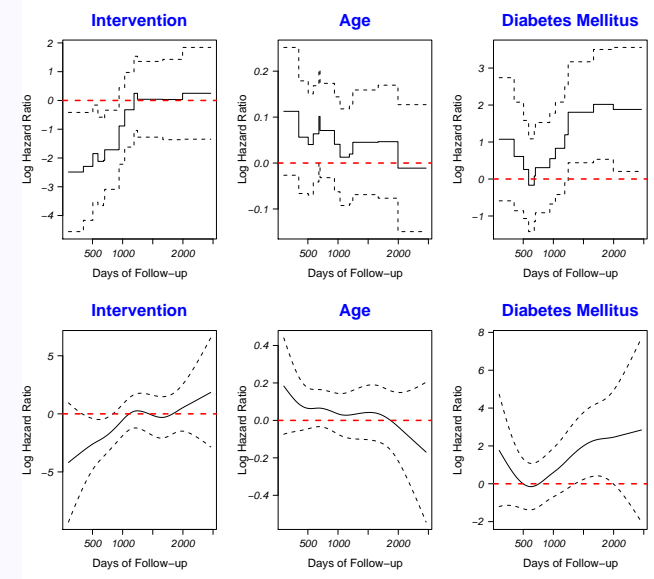 Intervention
Age
Diabetes Mellitus
Log Hazard Ratio
2
1
0
−1
−2
−3
−4
500 1000 2000
Days of Follow−up
Log Hazard Ratio
0.2
0.1
0.0
−0.1
500 1000 2000
Days of Follow−up
Log Hazard Ratio
3
2
1
0
−1
500 1000 2000
Days of Follow−up
Intervention
Age
Diabetes Mellitus
Log Hazard Ratio
5
0
−5
500 1000 2000
Days of Follow−up
Log Hazard Ratio
0.4
0.2
0.0
−0.2
−0.4
500 1000 2000
Days of Follow−up
Log Hazard Ratio
8
6
4
2
0
−2
500 1000 2000
Days of Follow−up